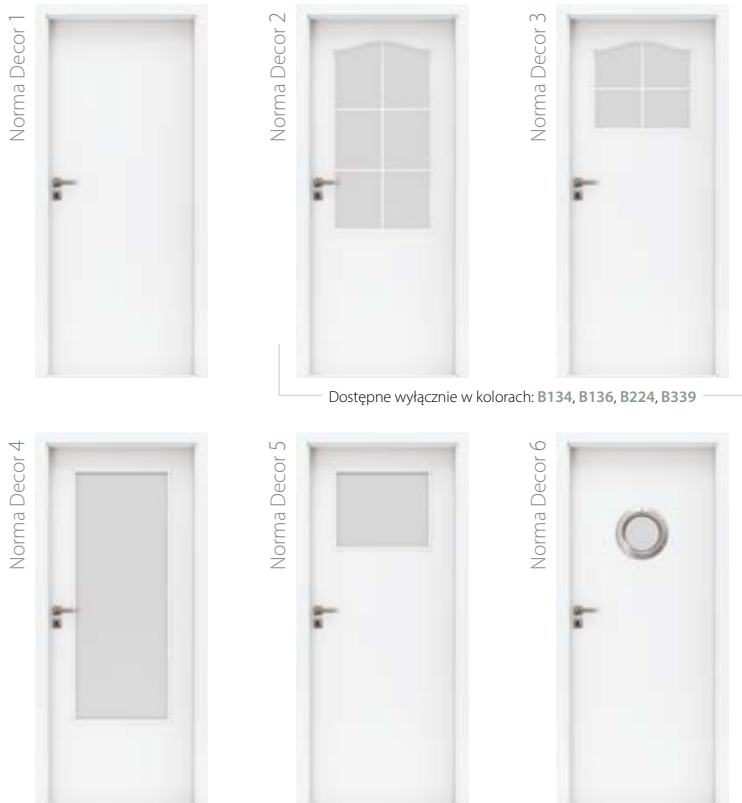 Norma Decor 1
Norma Decor 2
Norma Decor 3
Dostępne wyłącznie w kolorach: B134, B136, B224, B339
Norma Decor 4
Norma Decor 5
Norma Decor 6